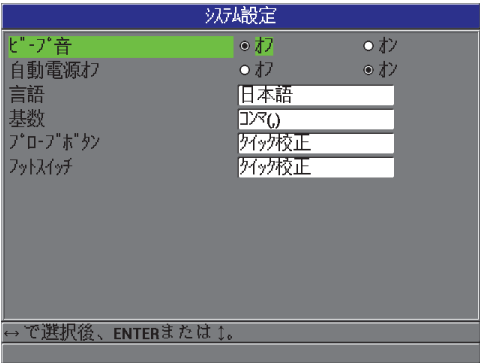 ｼｽﾃﾑ設定
ﾋﾞｰﾌﾟ音 ｵﾌ ｵﾝ
自動電源ｵﾌ ｵﾌ ｵﾝ
言語 日本語
基数 ｺﾝﾏ(,)
ﾌﾟﾛｰﾌﾞﾎﾞﾀﾝ ｸｲｯｸ校正
ﾌｯﾄｽｲｯﾁ ｸｲｯｸ校正
↔ で選択後、ENTERまたは↕。